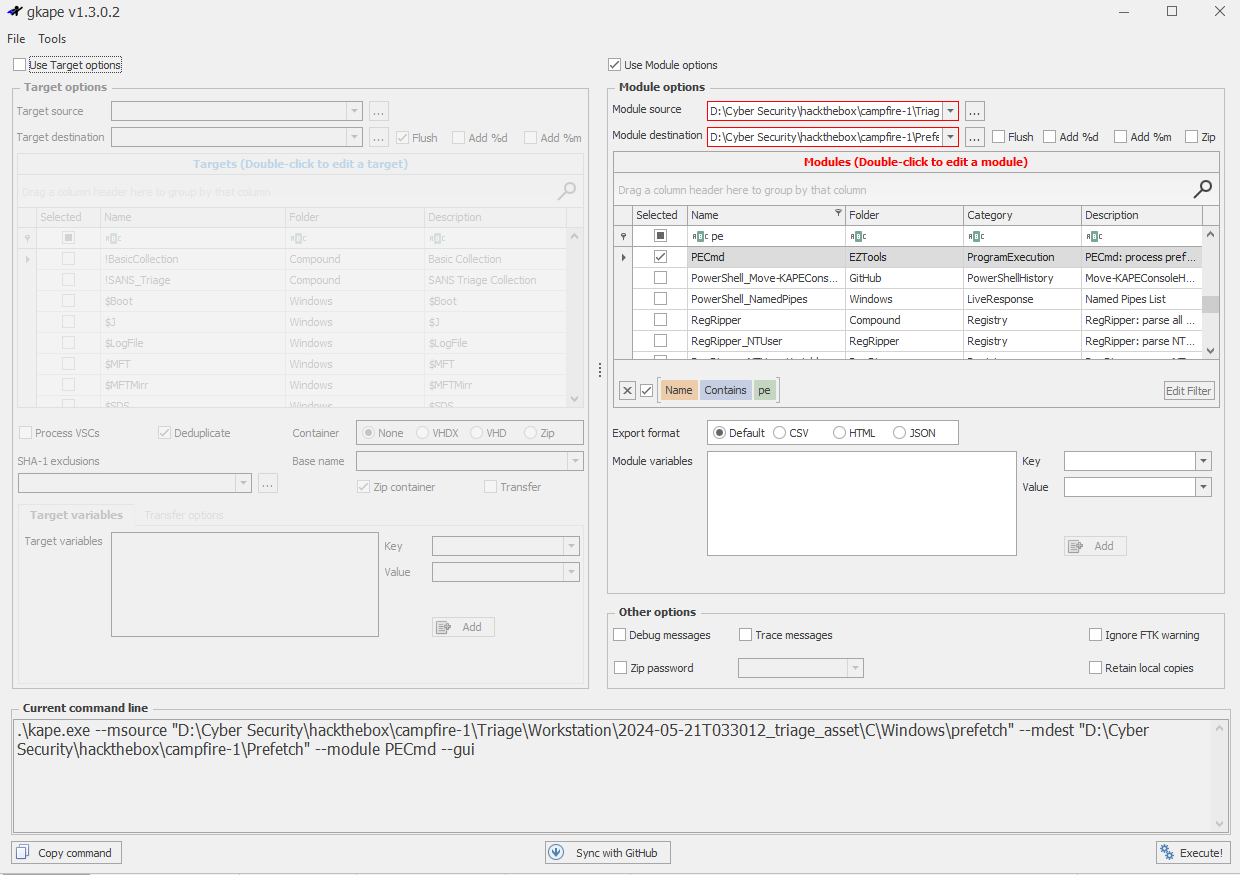 gkape v1.3.0.2
File Tools
Use Target options
Target options
Target source
...
Target destination
...
Flush
Add %d
Add %m
Targets (Double-click to edit a target)
Drag a column header here to group by that column
Selected Name Folder Description
!BasicCollection Compound Basic Collection
!SANS_Triage Compound SANS Triage Collection
$Boot Windows $Boot
$J Windows $J
$LogFile Windows $LogFile
$MFT Windows $MFT
$MFTMirr Windows $MFTMirr
$SDS Windows $SDS
Process VSCs
Deduplicate
Container
None VHDX VHD Zip
SHA-1 exclusions
...
Base name
Zip container
Transfer
Target variables Transfer options
Target variables
Key
Value
Add
Use Module options
Module options
Module source D:\Cyber Security\hackthebox\campfire-1\Triag ...
Module destination D:\Cyber Security\hackthebox\campfire-1\Prefe ... Flush Add %d Add %m Zip
Modules (Double-click to edit a module)
Drag a column header here to group by that column
Selected Name Folder Category Description
pe
PECmd EZTools ProgramExecution PECmd: process pref...
PowerShell_Move-KAPECons... GitHub PowerShellHistory Move-KAPEConsoleH...
PowerShell_NamedPipes Windows LiveResponse Named Pipes List
RegRipper Compound Registry RegRipper: parse all ...
RegRipper_NTUser RegRipper Registry RegRipper: parse NT...
Name Contains pe
Edit Filter
Export format Default CSV HTML JSON
Module variables
Key
Value
Add
Other options
Debug messages Trace messages Ignore FTK warning
Zip password Retain local copies
Current command line
.\kape.exe --msource "D:\Cyber Security\hackthebox\campfire-1\Triage\Workstation\2024-05-21T033012_triage_asset\C\Windows\prefetch" --mdest "D:\Cyber
Security\hackthebox\campfire-1\Prefetch" --module PECmd --gui
Copy command
Sync with GitHub
Execute!